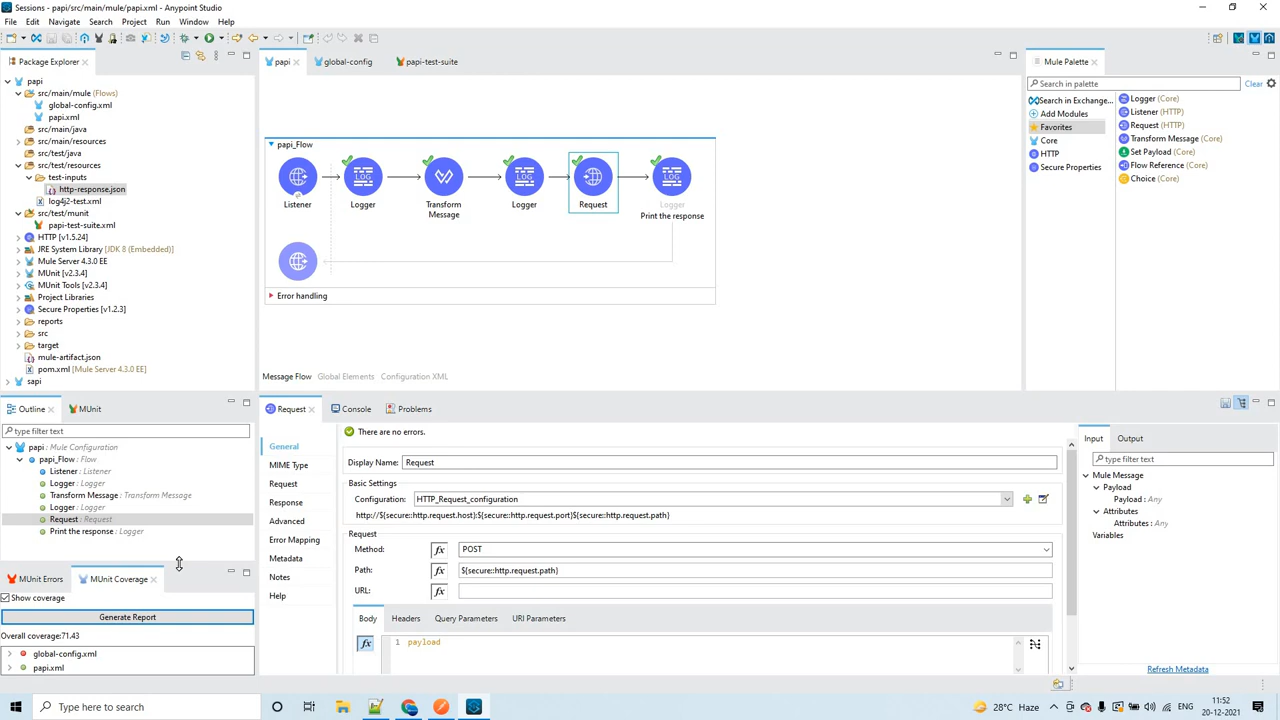 Sessions - papi/src/main/mule/papi.xml - Anypoint Studio
File Edit Navigate Search Project Run Window Help
Package Explorer
papi
src/main/mule (Flows)
global-config.xml
papi.xml
src/main/java
src/main/resources
src/test/java
src/test/resources
test-inputs
http-response.json
log4j2-test.xml
src/test/munit
papi-test-suite.xml
HTTP [v1.5.24]
JRE System Library [JDK 8 (Embedded)]
Mule Server 4.3.0 EE
MUnit [v2.3.4]
MUnit Tools [v2.3.4]
Project Libraries
Secure Properties [v1.2.3]
reports
src
target
mule-artifact.json
pom.xml [Mule Server 4.3.0 EE]
sapi
papi global-config papi-test-suite
papi_Flow
LOG LOG LOG
Listener Logger Transform Message Logger Request Logger
Print the response
Error handling
Message Flow Global Elements Configuration XML
Mule Palette
Search in palette Clear
Search in Exchange...
Add Modules
Favorites
Core
HTTP
Secure Properties
Logger (Core)
Listener (HTTP)
Request (HTTP)
Transform Message (Core)
Set Payload (Core)
Flow Reference (Core)
Choice (Core)
Outline MUnit
type filter text
papi : Mule Configuration
papi_Flow : Flow
Listener : Listener
Logger : Logger
Transform Message : Transform Message
Logger : Logger
Request : Request
Print the response : Logger
MUnit Errors MUnit Coverage
Show coverage
Generate Report
Overall coverage:71.43
global-config.xml
papi.xml
Request Console Problems
There are no errors.
General
MIME Type
Request
Response
Advanced
Error Mapping
Metadata
Notes
Help
Display Name: Request
Basic Settings
Configuration: HTTP_Request_configuration
http://${secure::http.request.host}:${secure::http.request.port}${secure::http.request.path}
Request
Method: fx POST
Path: fx ${secure::http.request.path}
URL: fx
Body Headers Query Parameters URI Parameters
fx 1 payload
Input Output
type filter text
Mule Message
Payload
Payload : Any
Attributes
Attributes : Any
Variables
Refresh Metadata
Type here to search
28°C Haze
ENG
11:52
20-12-2021